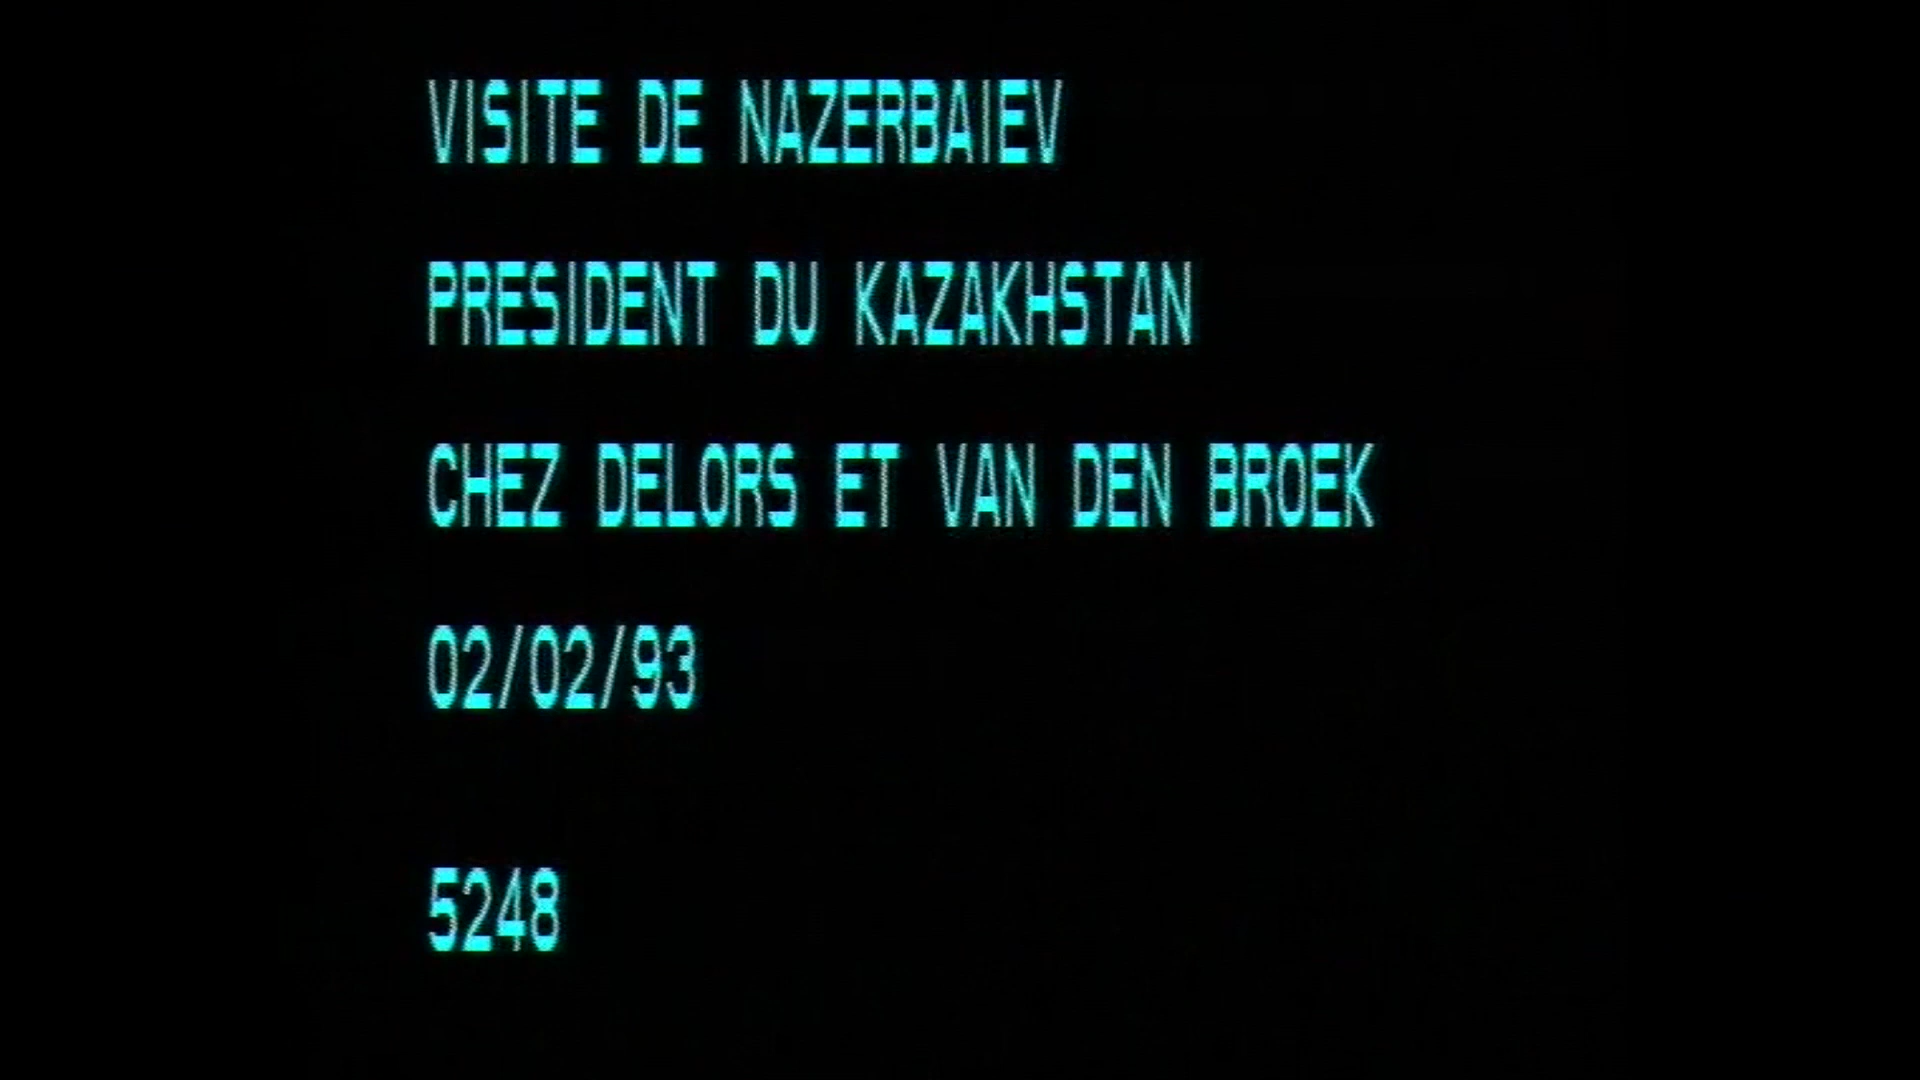 VISITE DE NAZERBAIEV
PRESIDENT DU KAZAKHSTAN
CHEZ DELORS ET VAN DEN BROEK
02/02/93
5248